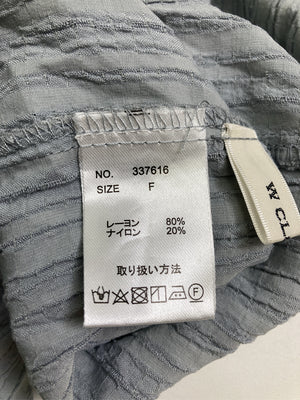 NO. 337616
SIZE F
レーヨン 80%
ナイロン 20%
取り扱い方法
F
W CL